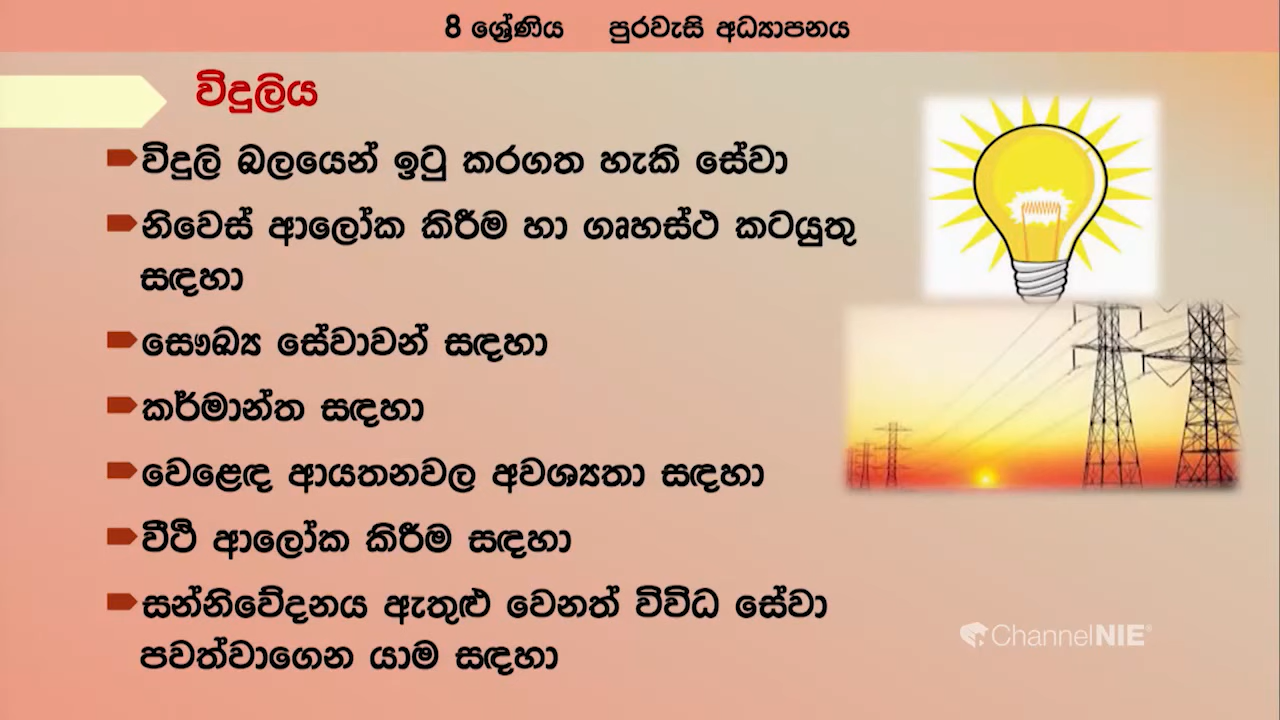 8 ශ්‍රේණිය පුරවැසි අධ්‍යාපනය
විදුලිය
විදුලි බලයෙන් ඉටු කරගත හැකි සේවා
නිවෙස් ආලෝක කිරීම හා ගෘහස්ථ කටයුතු
සඳහා
සෞඛ්‍ය සේවාවන් සඳහා
කර්මාන්ත සඳහා
වෙළෙඳ ආයතනවල අවශ්‍යතා සඳහා
වීථි ආලෝක කිරීම සඳහා
සන්නිවේදනය ඇතුළු වෙනත් විවිධ සේවා
පවත්වාගෙන යාම සඳහා
ChannelNIE